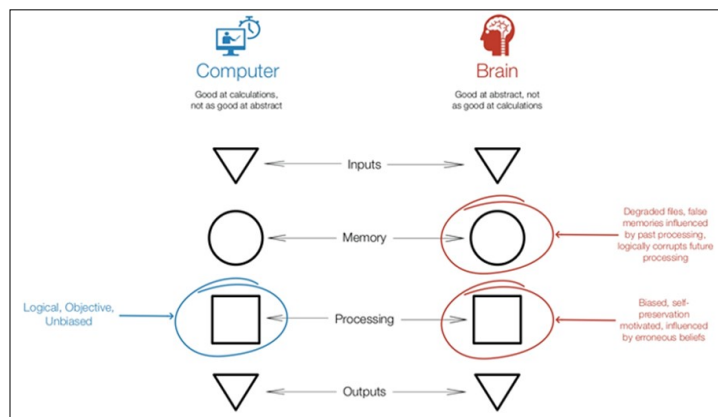 Computer
Brain
Good at calculations,
not as good at abstract
Good at abstract, not
as good at calculations
Inputs
Memory
Degraded files, false
memories influenced
by past processing,
logically corrupts future
processing
Logical, Objective,
Unbiased
Processing
Biased, self-
preservation
motivated, influenced
by erroneous beliefs
Outputs